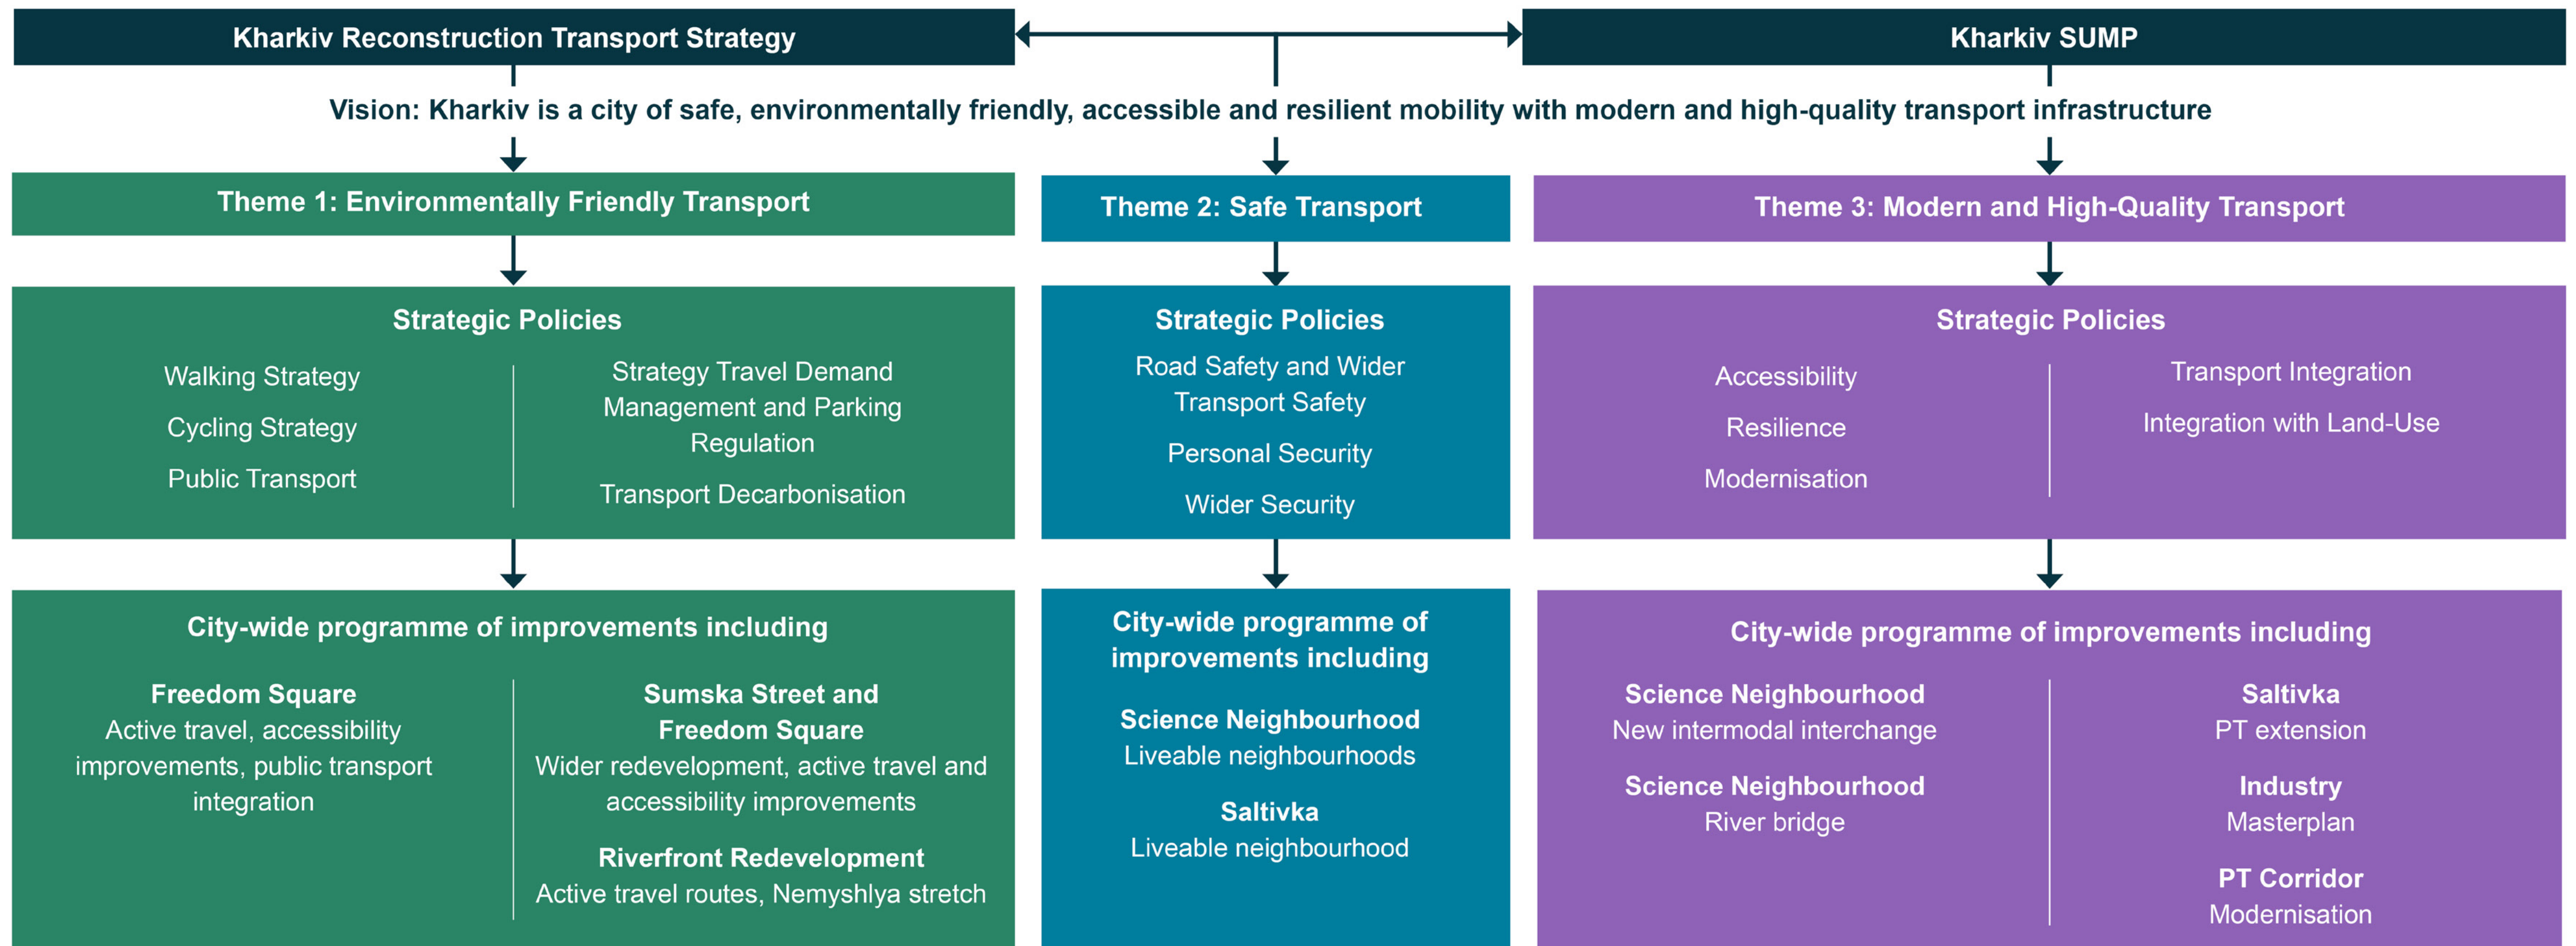 Kharkiv Reconstruction Transport Strategy
Kharkiv SUMP
Vision: Kharkiv is a city of safe, environmentally friendly, accessible and resilient mobility with modern and high-quality transport infrastructure
Theme 1: Environmentally Friendly Transport
Strategic Policies
Walking Strategy
Cycling Strategy
Public Transport
Strategy Travel Demand
Management and Parking
Regulation
Transport Decarbonisation
City-wide programme of improvements including
Freedom Square
Active travel, accessibility
improvements, public transport
integration
Sumska Street and
Freedom Square
Wider redevelopment, active travel and
accessibility improvements
Riverfront Redevelopment
Active travel routes, Nemyshlya stretch
Theme 2: Safe Transport
Strategic Policies
Road Safety and Wider
Transport Safety
Personal Security
Wider Security
City-wide programme of
improvements including
Science Neighbourhood
Liveable neighbourhoods
Saltivka
Liveable neighbourhood
Theme 3: Modern and High-Quality Transport
Strategic Policies
Accessibility
Resilience
Modernisation
Transport Integration
Integration with Land-Use
City-wide programme of improvements including
Science Neighbourhood
New intermodal interchange
Science Neighbourhood
River bridge
Saltivka
PT extension
Industry
Masterplan
PT Corridor
Modernisation